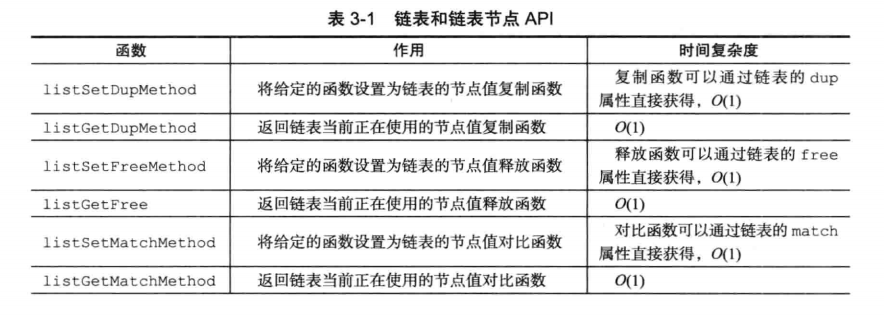 表 3-1 链表和链表节点 API
函数 作用 时间复杂度
listSetDupMethod 将给定的函数设置为链表的节点值复制函数 复制函数可以通过链表的 dup
属性直接获得，O(1)
listGetDupMethod 返回链表当前正在使用的节点值复制函数 O(1)
listSetFreeMethod 将给定的函数设置为链表的节点值释放函数 释放函数可以通过链表的 free
属性直接获得，O(1)
listGetFree 返回链表当前正在使用的节点值释放函数 O(1)
listSetMatchMethod 将给定的函数设置为链表的节点值对比函数 对比函数可以通过链表的 match
属性直接获得，O(1)
listGetMatchMethod 返回链表当前正在使用的节点值对比函数 O(1)